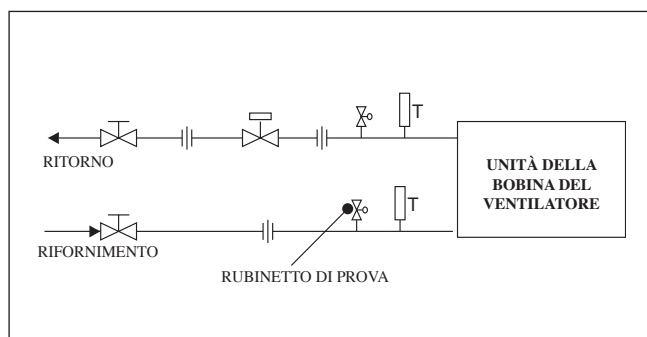 T
RITORNO
UNITÀ DELLA
BOBINA DEL
VENTILATORE
T
RIFORNIMENTO
RUBINETTO DI PROVA